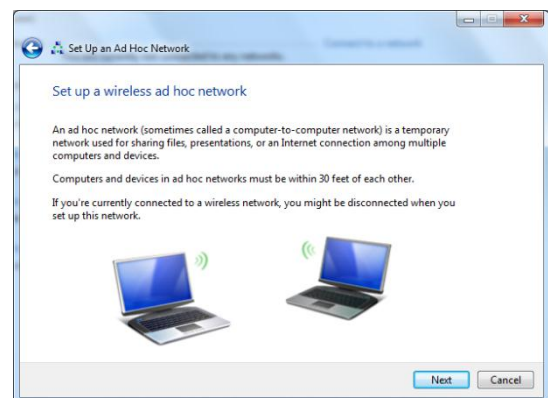 Set Up an Ad Hoc Network
Set up a wireless ad hoc network
An ad hoc network (sometimes called a computer-to-computer network) is a temporary
network used for sharing files, presentations, or an Internet connection among multiple
computers and devices.
Computers and devices in ad hoc networks must be within 30 feet of each other.
If you're currently connected to a wireless network, you might be disconnected when you
set up this network.
Next
Cancel